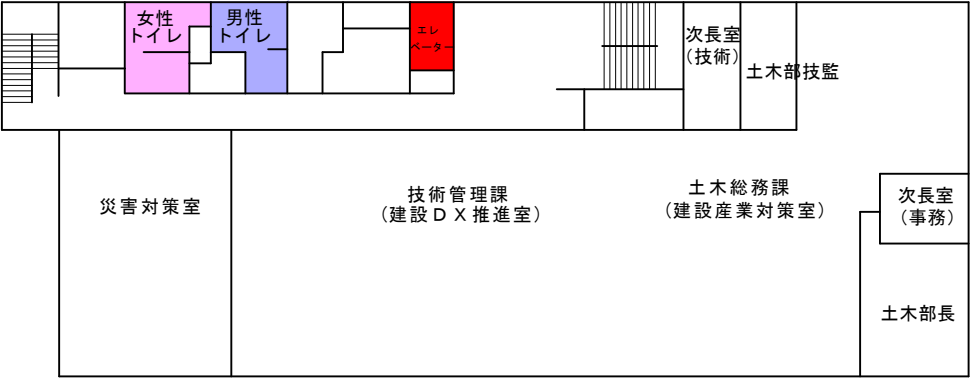 女性
トイレ
男性
トイレ
エレ
ベーター
次長室
（技術）
土木部技監
災害対策室
技術管理課
（建設ＤＸ推進室）
土木総務課
（建設産業対策室）
次長室
（事務）
土木部長